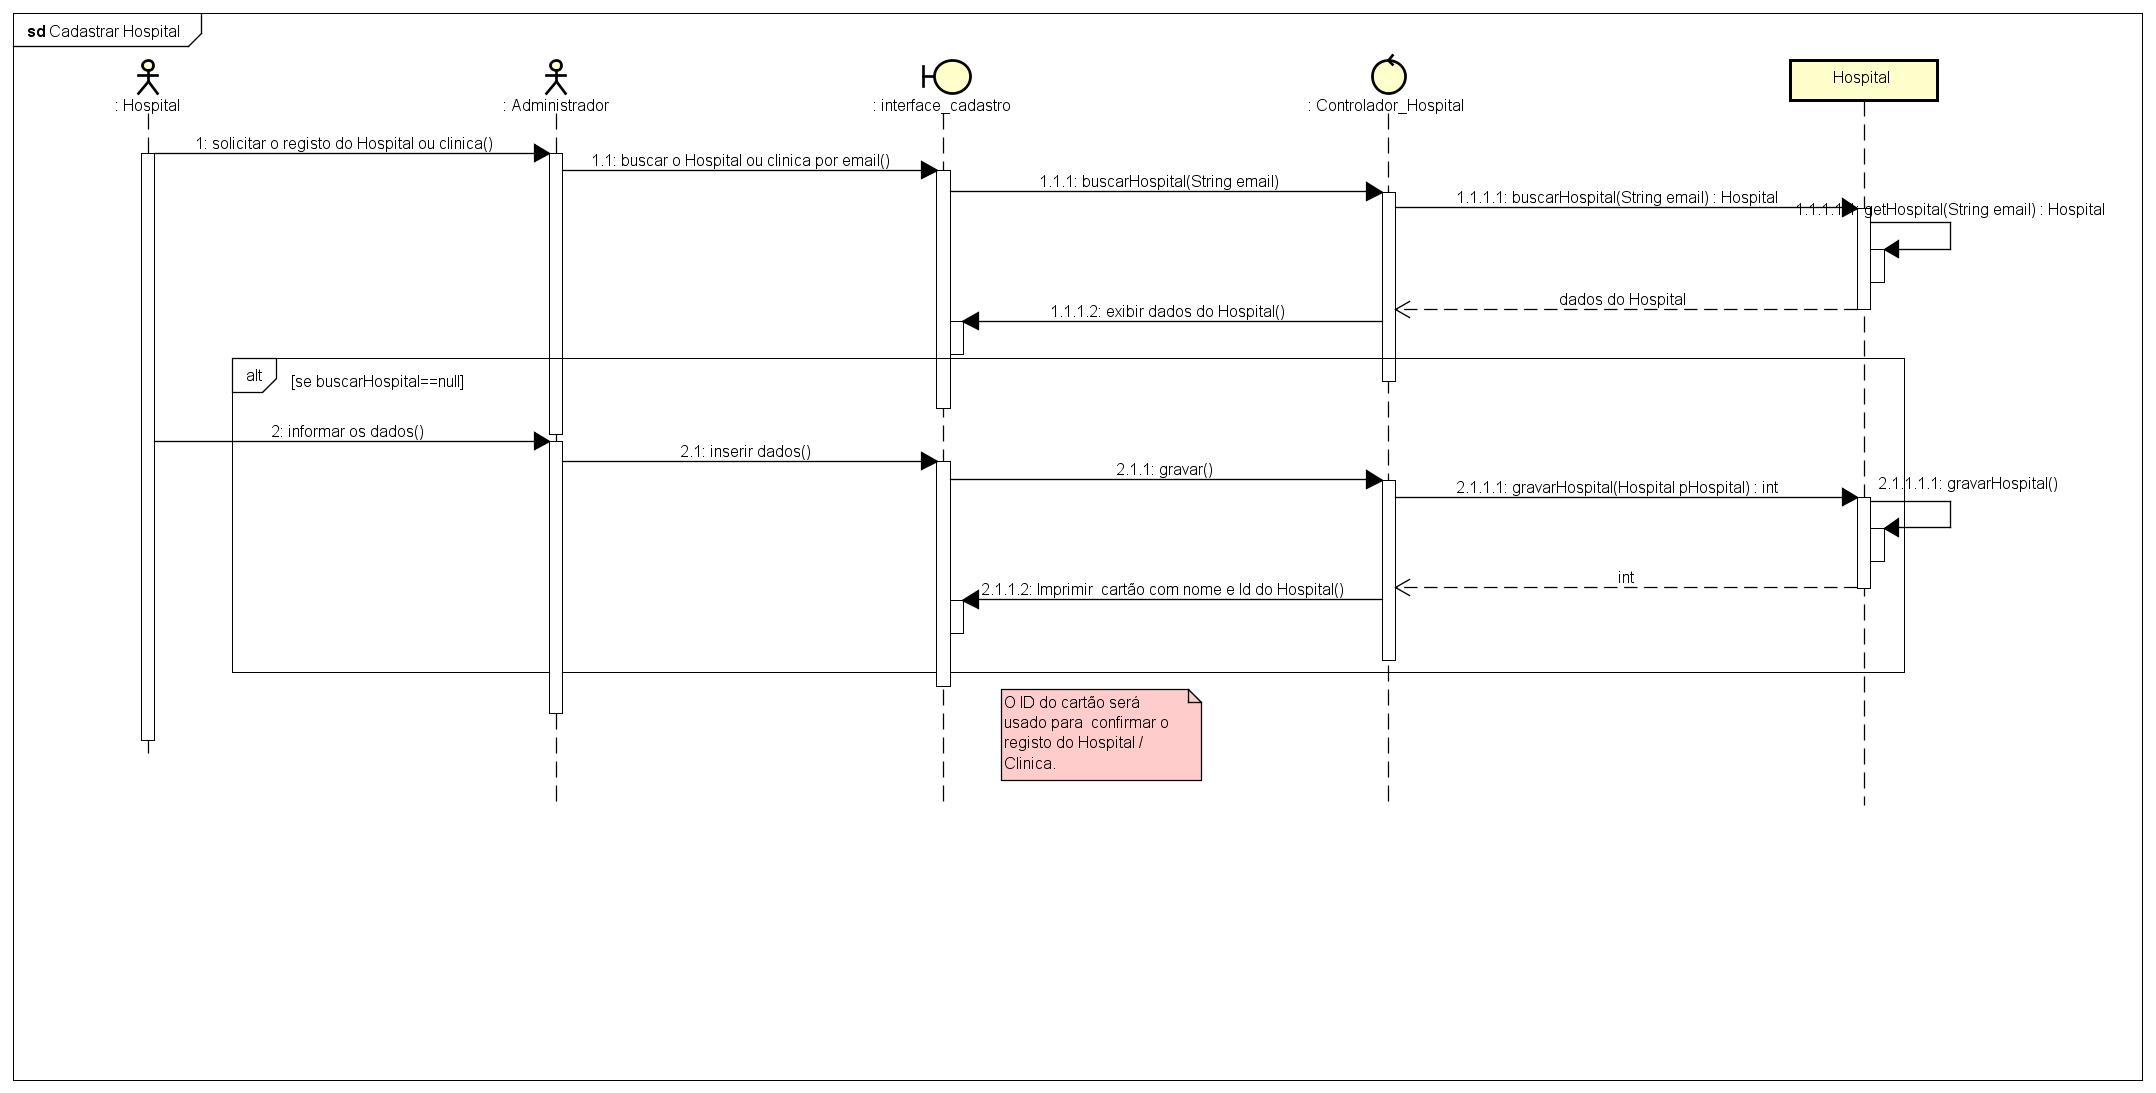 sd Cadastrar Hospital
: Hospital
: Administrador
: interface_cadastro
: Controlador_Hospital
Hospital
1: solicitar o registo do Hospital ou clinica()
1.1: buscar o Hospital ou clinica por email()
1.1.1: buscarHospital(String email)
1.1.1.1: buscarHospital(String email) : Hospital
1.1.1.1.1: getHospital(String email) : Hospital
dados do Hospital
1.1.1.2: exibir dados do Hospital()
alt
[se buscarHospital==null]
2: informar os dados()
2.1: inserir dados()
2.1.1: gravar()
2.1.1.1: gravarHospital(Hospital pHospital) : int
2.1.1.1.1: gravarHospital()
int
2.1.1.2: Imprimir  cartão com nome e Id do Hospital()
O ID do cartão será
usado para  confirmar o
registo do Hospital /
Clinica.